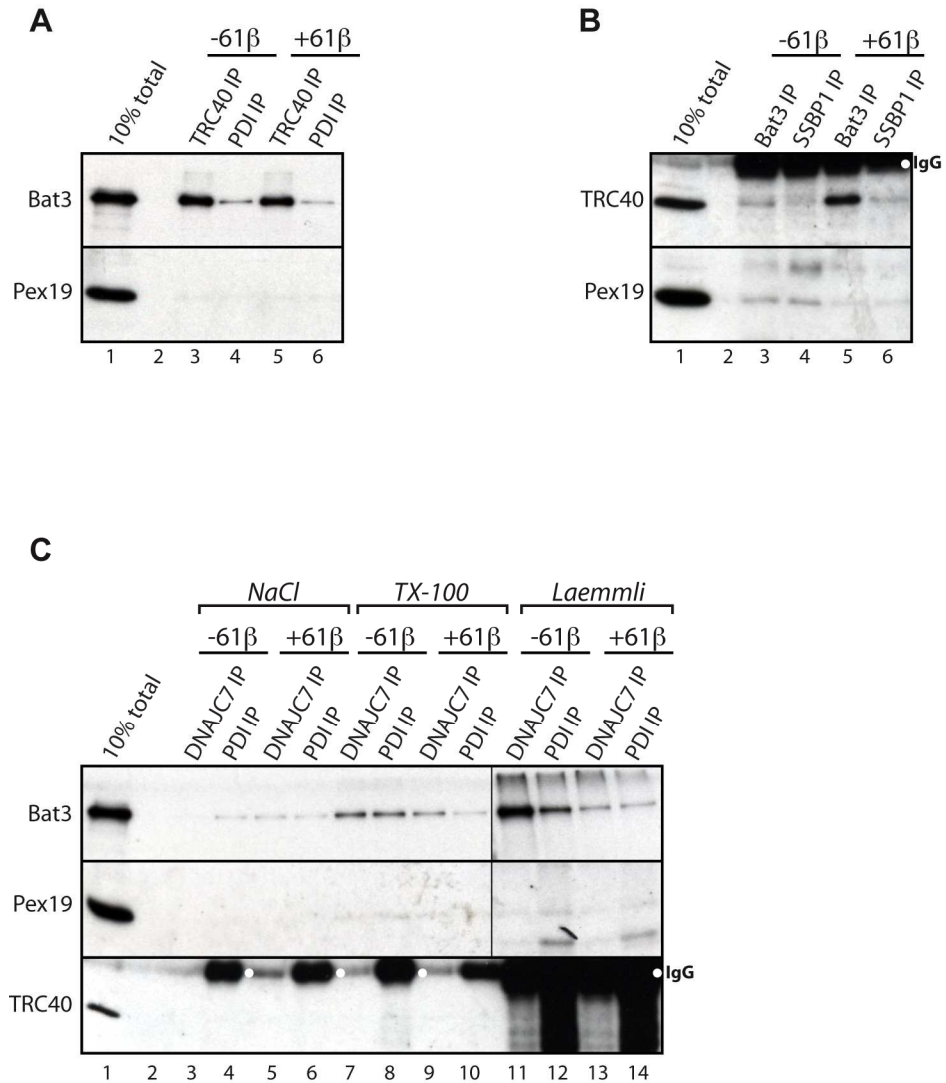 A
-61β +61β
10% total TRC40 IP PDI IP TRC40 IP PDI IP
Bat3
Pex19
1 2 3 4 5 6
B
-61β +61β
10% total Bat3 IP SSBP1 IP Bat3 IP SSBP1 IP
IgG
TRC40
Pex19
1 2 3 4 5 6
C
NaCl TX-100 Laemmli
-61β +61β -61β +61β -61β +61β
10% total DNAJC7 IP PDI IP DNAJC7 IP PDI IP DNAJC7 IP PDI IP DNAJC7 IP PDI IP DNAJC7 IP PDI IP DNAJC7 IP PDI IP
Bat3
Pex19
IgG
TRC40
1 2 3 4 5 6 7 8 9 10 11 12 13 14